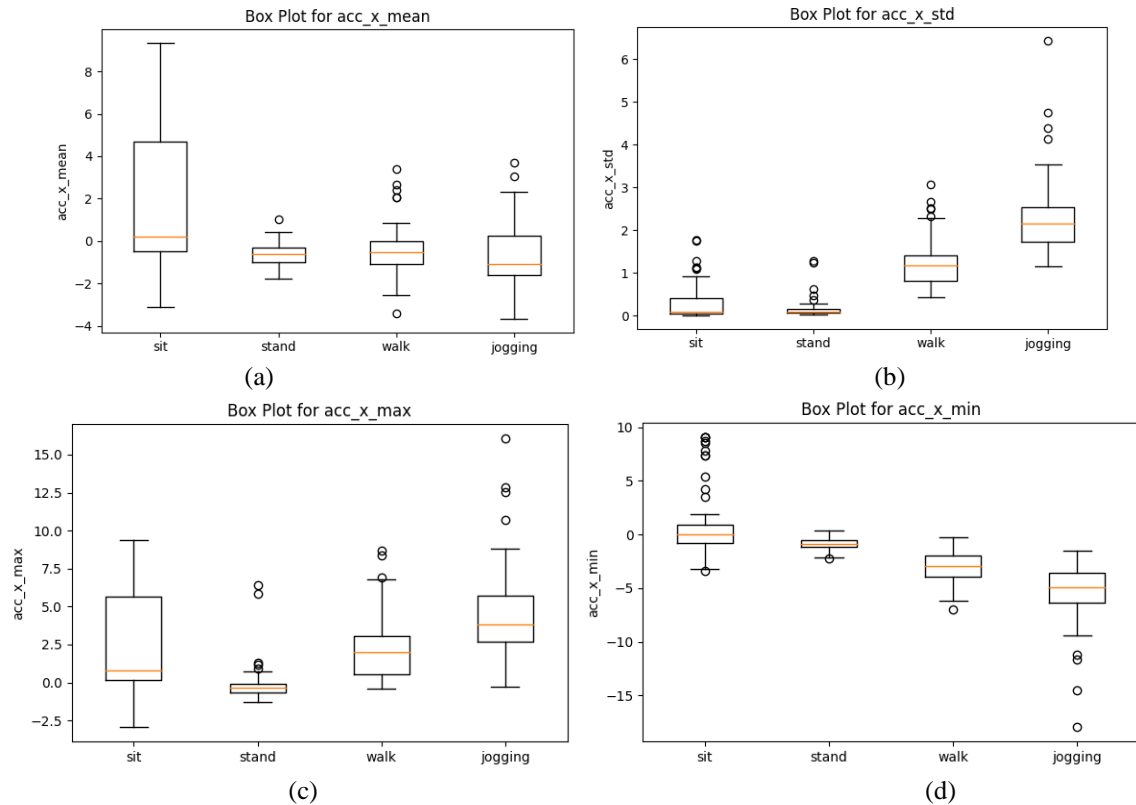 Box Plot for acc_x_mean
8
6
4
2
0
−2
−4
acc_x_mean
sit stand walk jogging
(a)
Box Plot for acc_x_std
6
5
4
3
2
1
0
acc_x_std
sit stand walk jogging
(b)
Box Plot for acc_x_max
15.0
12.5
10.0
7.5
5.0
2.5
0.0
−2.5
acc_x_max
sit stand walk jogging
(c)
Box Plot for acc_x_min
10
5
0
−5
−10
−15
acc_x_min
sit stand walk jogging
(d)